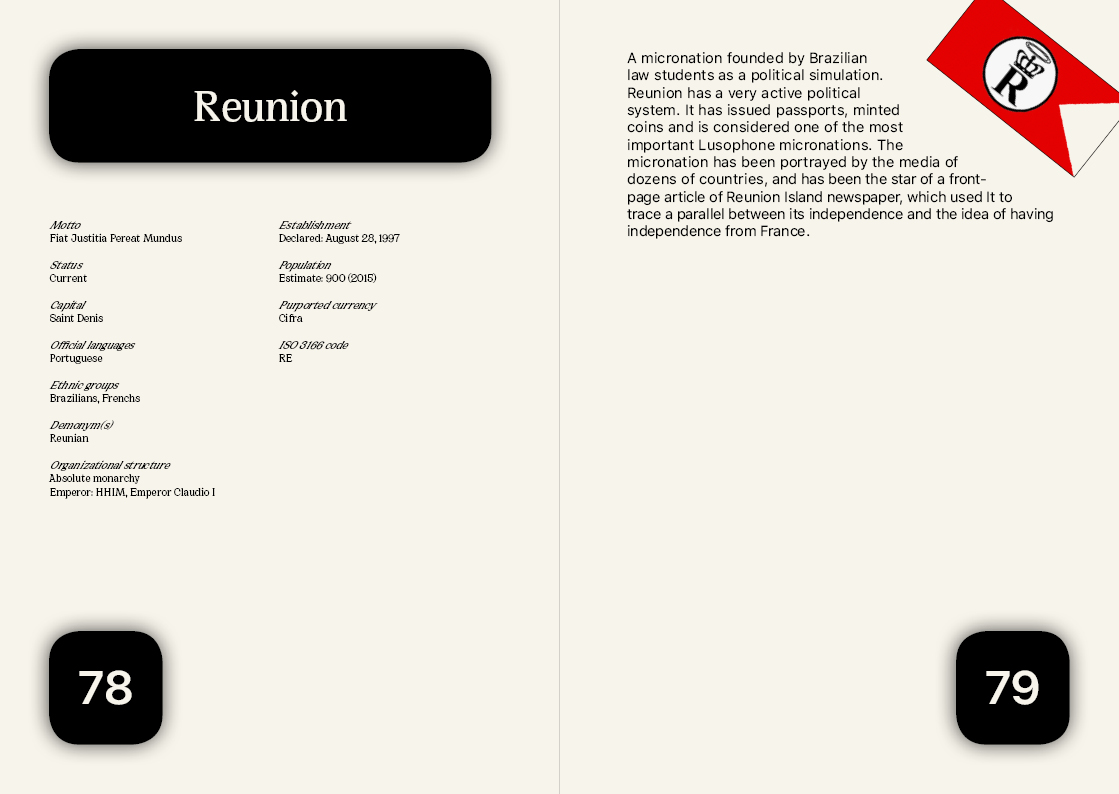 Reunion
Motto
Fiat Justitia Pereat Mundus
Status
Current
Capital
Saint Denis
Official languages
Portuguese
Ethnic groups
Brazilians, Frenchs
Demonym(s)
Reunian
Organizational structure
Absolute monarchy
Emperor: HHIM, Emperor Claudio I
Establishment
Declared: August 28, 1997
Population
Estimate: 900 (2015)
Purported currency
Cifra
ISO 3166 code
RE
78
A micronation founded by Brazilian
law students as a political simulation.
Reunion has a very active political
system. It has issued passports, minted
coins and is considered one of the most
important Lusophone micronations. The
micronation has been portrayed by the media of
dozens of countries, and has been the star of a front-
page article of Reunion Island newspaper, which used It to
trace a parallel between its independence and the idea of having
independence from France.
R
79